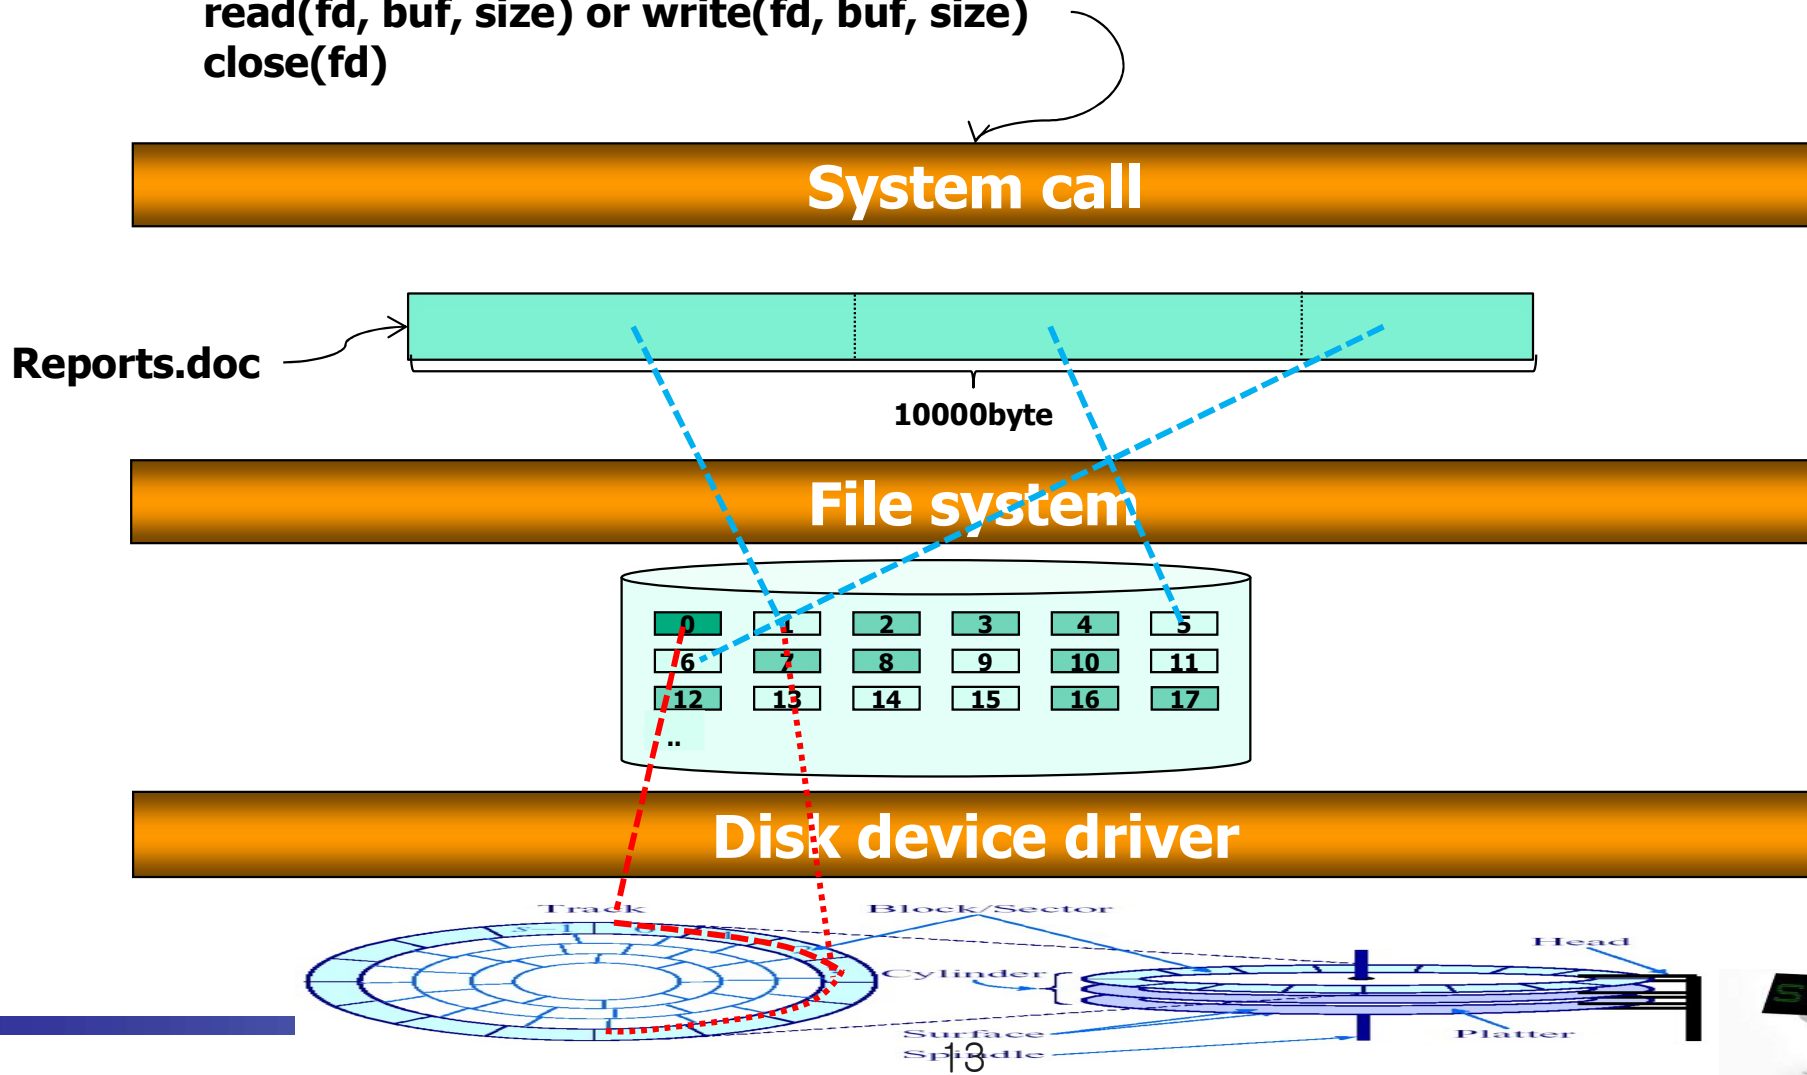 read(fd, buf, size) or write(fd, buf, size)
close(fd)
System call
Reports.doc
10000byte
File system
0 1 2 3 4 5
6 7 8 9 10 11
12 13 14 15 16 17
..
Disk device driver
Track
Block/Sector
s−1 0
Head
Cylinder
Surface
Platter
Spindle
13